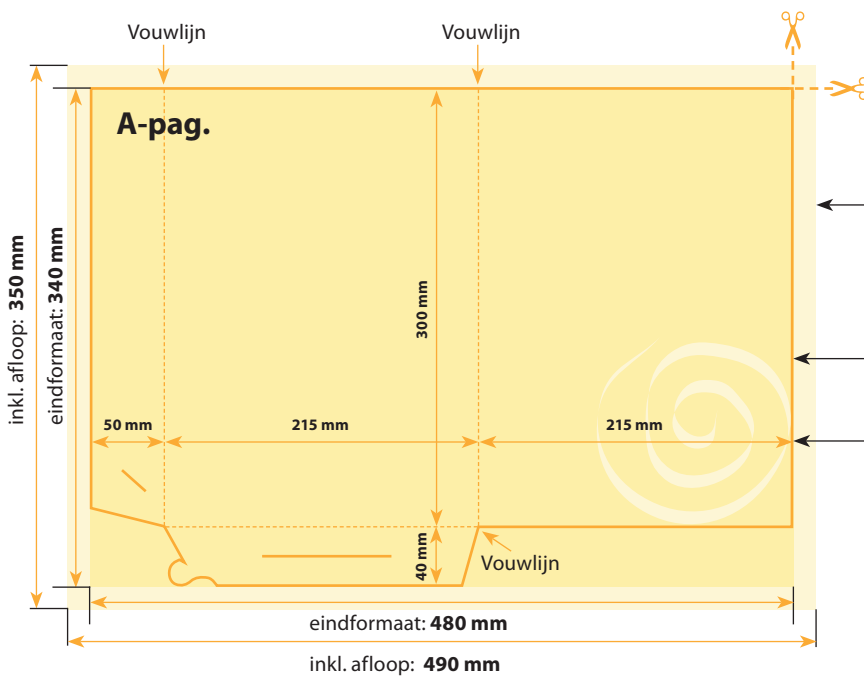 Vouwlijn
Vouwlijn
A-pag.
inkl. afloop: 350 mm
eindformaat: 340 mm
300 mm
50 mm
215 mm
215 mm
40 mm
Vouwlijn
eindformaat: 480 mm
inkl. afloop: 490 mm